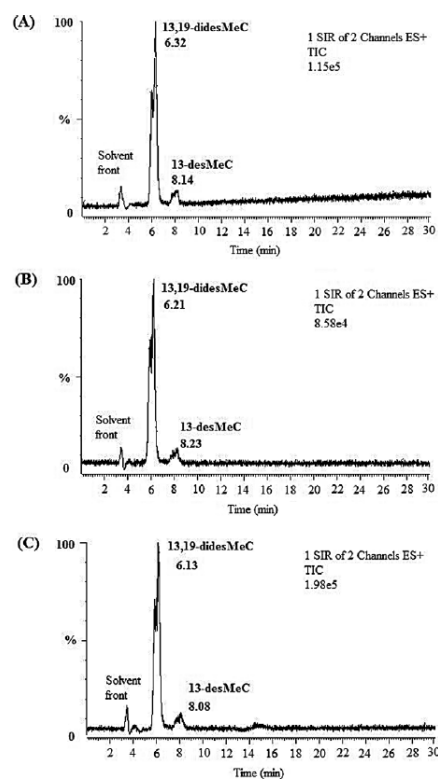 (A)
100
%
0
13,19-didesMeC
6.32
1 SIR of 2 Channels ES+
TIC
1.15e5
Solvent
front
13-desMeC
8.14
2 4 6 8 10 12 14 16 18 20 22 24 26 28 30
Time (min)
(B)
100
%
0
13,19-didesMeC
6.21
1 SIR of 2 Channels ES+
TIC
8.58e4
Solvent
front
13-desMeC
8.23
2 4 6 8 10 12 14 16 18 20 22 24 26 28 30
Time (min)
(C)
100
%
0
13,19-didesMeC
6.13
1 SIR of 2 Channels ES+
TIC
1.98e5
Solvent
front
13-desMeC
8.08
2 4 6 8 10 12 14 16 18 20 22 24 26 28 30
Time (min)